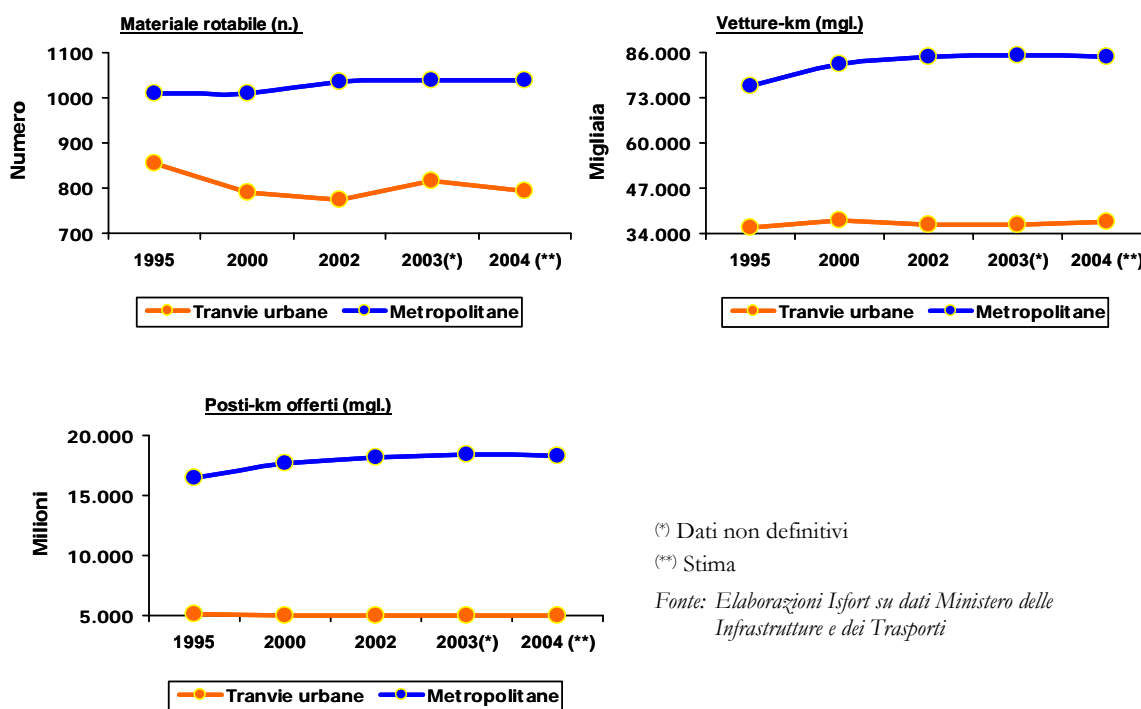 Materiale rotabile (n.)
1100
1000
900
800
700
Numero
1995 2000 2002 2003(*) 2004 (**)
Tranvie urbane Metropolitane
Vetture-km (mgl.)
86.000
73.000
60.000
47.000
34.000
Migliaia
1995 2000 2002 2003(*) 2004 (**)
Tranvie urbane Metropolitane
Posti-km offerti (mgl.)
20.000
15.000
10.000
5.000
Milioni
1995 2000 2002 2003(*) 2004 (**)
Tranvie urbane Metropolitane
(*) Dati non definitivi
(**) Stima
Fonte: Elaborazioni Isfort su dati Ministero delle
Infrastrutture e dei Trasporti